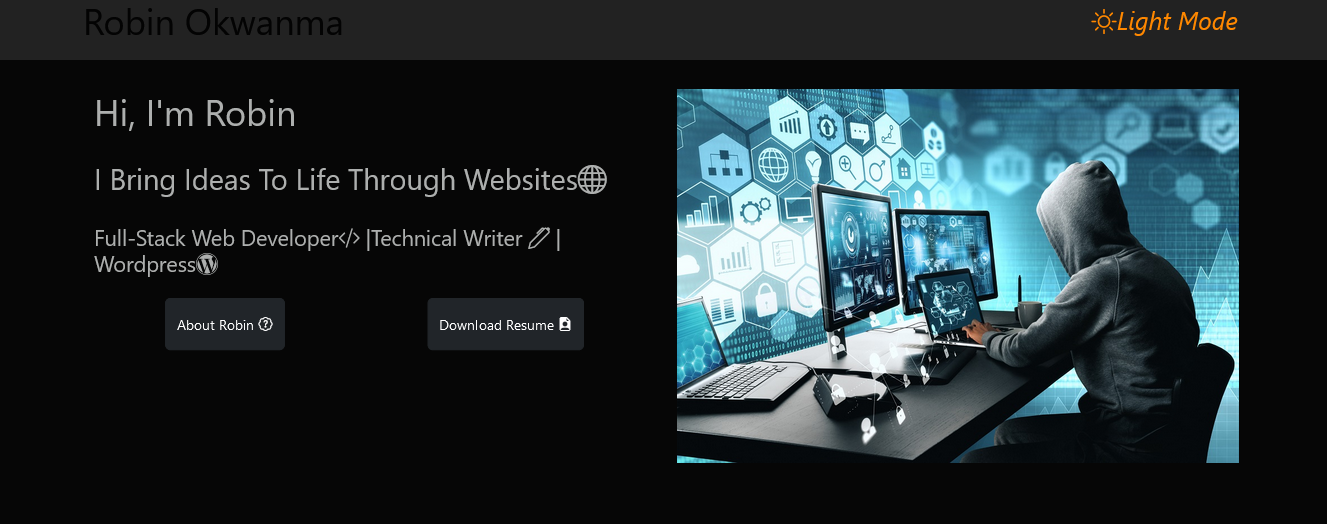 Robin Okwanma
Light Mode
Hi, I'm Robin
I Bring Ideas To Life Through Websites
Full-Stack Web Developer</> |Technical Writer |
Wordpress
About Robin
Download Resume